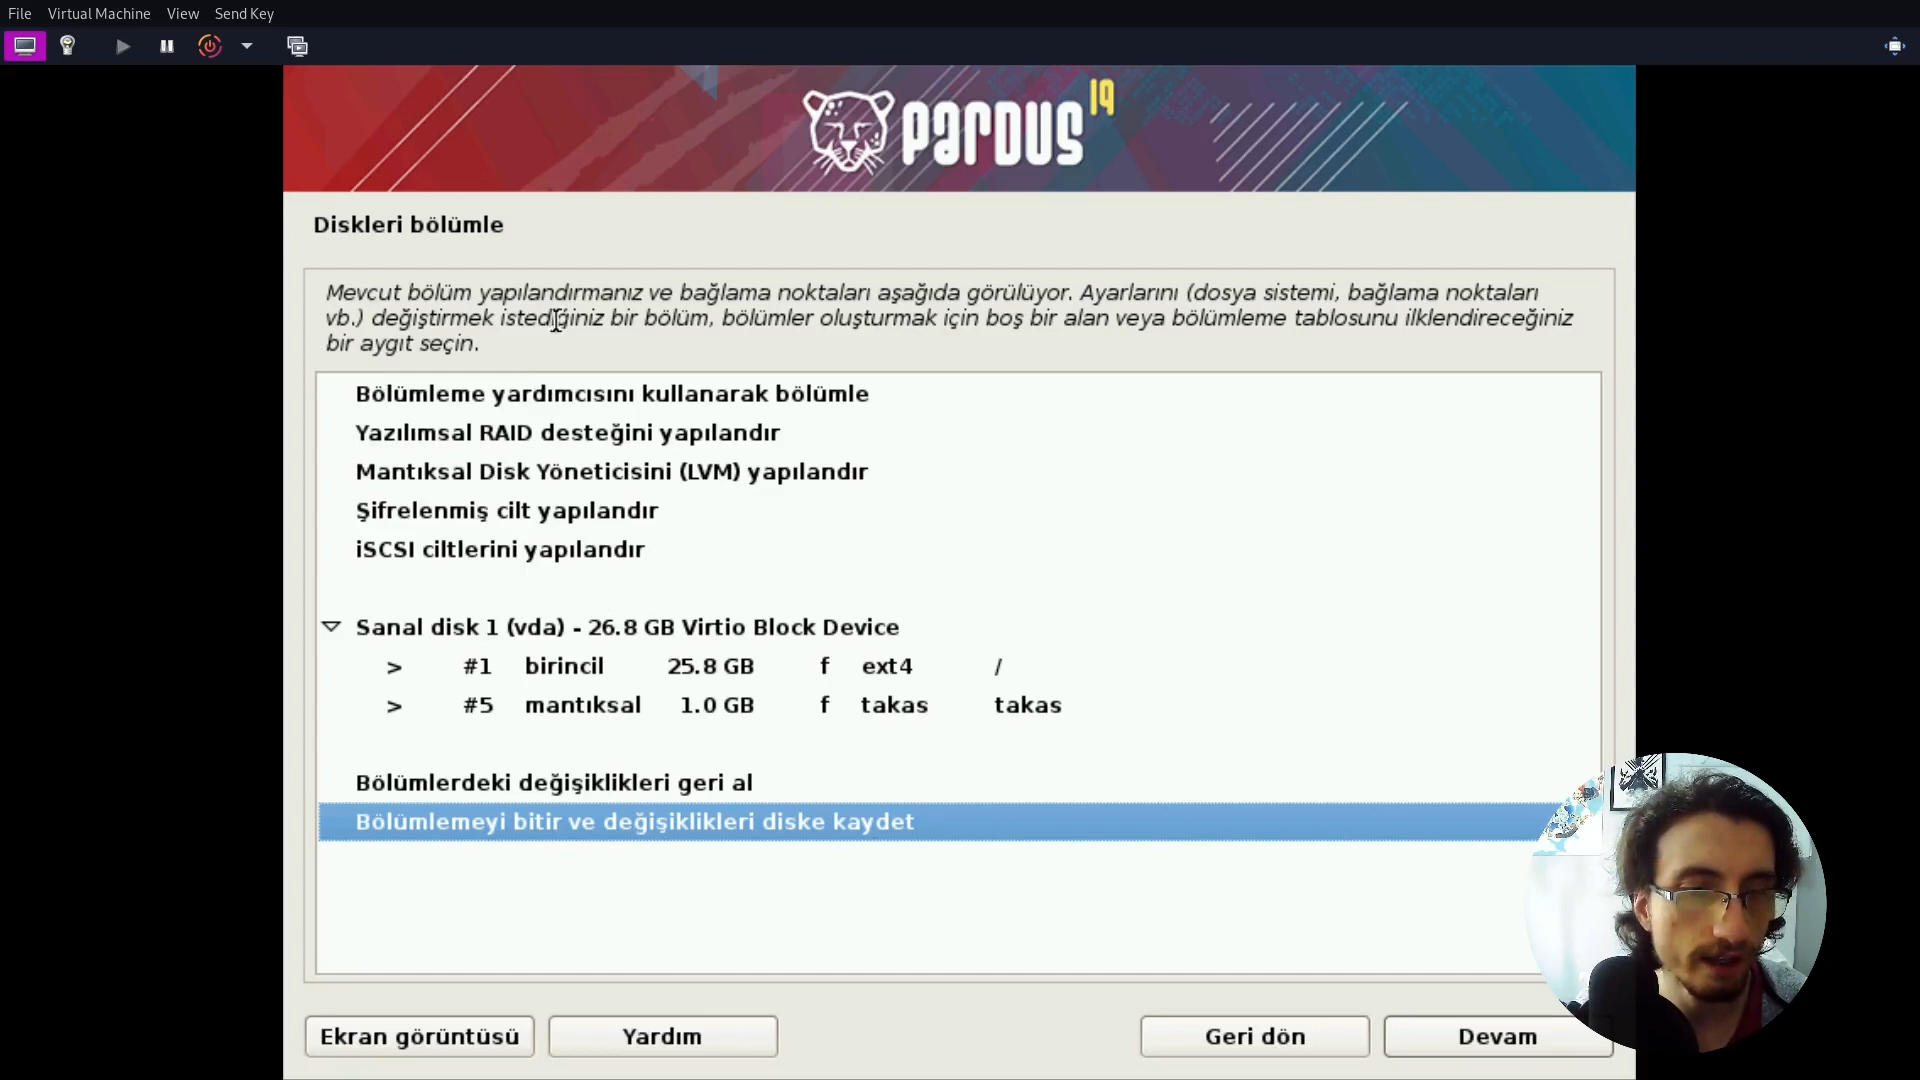 File Virtual Machine View Send Key
PARDUS 19
Diskleri bölümle
Mevcut bölüm yapılandırmanız ve bağlama noktaları aşağıda görülüyor. Ayarlarını (dosya sistemi, bağlama noktaları
vb.) değiştirmek istediğiniz bir bölüm, bölümler oluşturmak için boş bir alan veya bölümleme tablosunu ilklendireceğiniz
bir aygıt seçin.
Bölümleme yardımcısını kullanarak bölümle
Yazılımsal RAID desteğini yapılandır
Mantıksal Disk Yöneticisini (LVM) yapılandır
Şifrelenmiş cilt yapılandır
iSCSI ciltlerini yapılandır
Sanal disk 1 (vda) - 26.8 GB Virtio Block Device
> #1 birincil 25.8 GB f ext4 /
> #5 mantıksal 1.0 GB f takas takas
Bölümlerdeki değişiklikleri geri al
Bölümlemeyi bitir ve değişiklikleri diske kaydet
Ekran görüntüsü Yardım Geri dön Devam